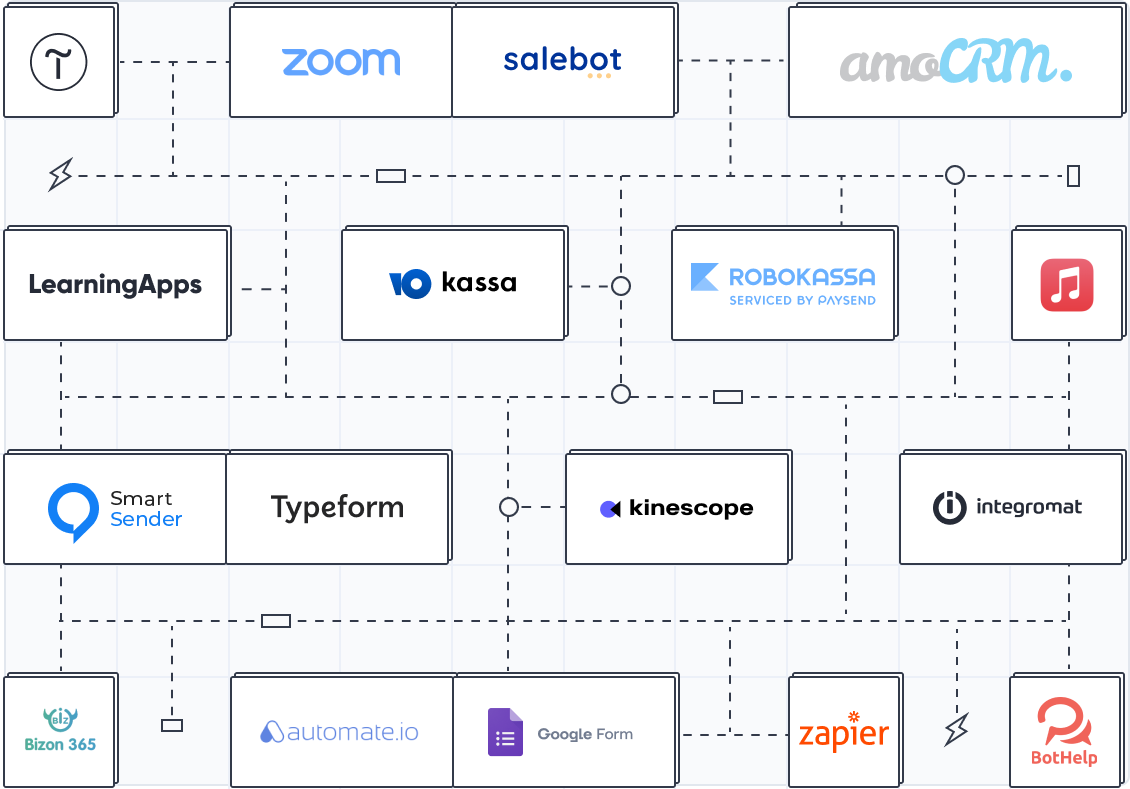 zoom
salebot
amoCRM.
LearningApps
Ю kassa
ROBOKASSA
SERVICED BY PAYSEND
Smart
Sender
Typeform
kinescope
integromat
BIZ
Bizon 365
automate.io
Google Form
zapier
BotHelp